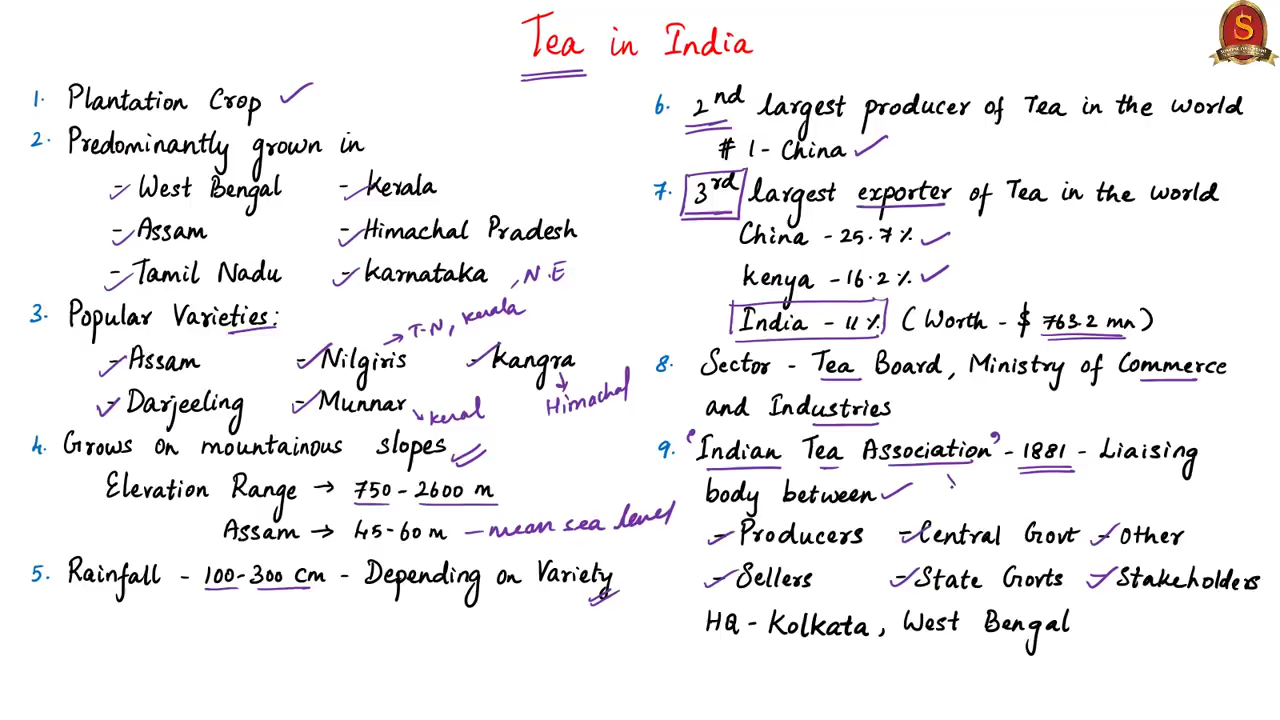 Tea in India
S
1. Plantation Crop
2. Predominantly grown in
- West Bengal - Kerala
- Assam - Himachal Pradesh
- Tamil Nadu - Karnataka , N.E
3. Popular Varieties:
→ T-N, Kerala
- Assam - Nilgiris - Kangra
- Darjeeling - Munnar → keral
↓ Himachal
4. Grows on mountainous slopes
Elevation Range → 750 - 2600 m
Assam → 45-60 m - mean sea level
5. Rainfall - 100-300 cm - Depending on Variety
6. 2nd largest producer of Tea in the world
# 1 - China
7. 3rd largest exporter of Tea in the world
China - 25.7 %
Kenya - 16.2 %
India - 11 % (Worth - $ 763.2 mn)
8. Sector - Tea Board, Ministry of Commerce
and Industries
9. 'Indian Tea Association' - 1881 - Liaising
body between
- Producers - Central Govt - Other
- Sellers - State Govts - Stakeholders
HQ - Kolkata, West Bengal